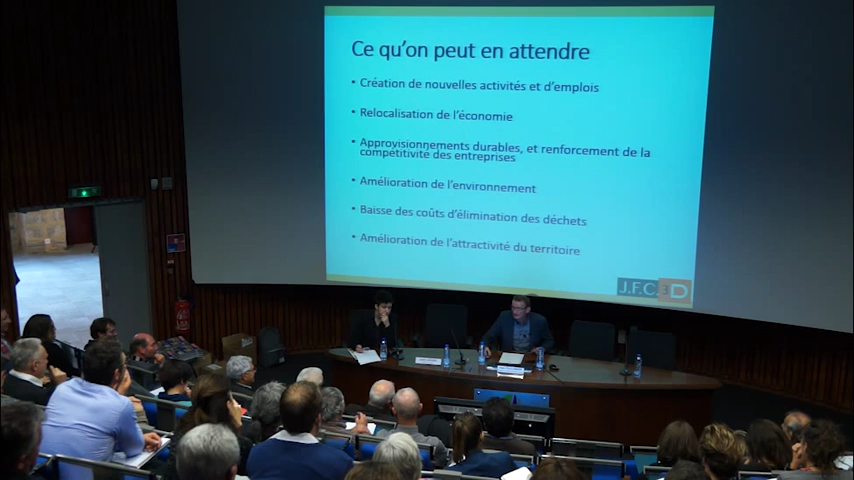 Ce qu'on peut en attendre
• Création de nouvelles activités et d'emplois
• Relocalisation de l'économie
• Approvisionnements durables, et renforcement de la
compétitivité des entreprises
• Amélioration de l'environnement
• Baisse des coûts d'élimination des déchets
• Amélioration de l'attractivité du territoire
J.F.C. 3D